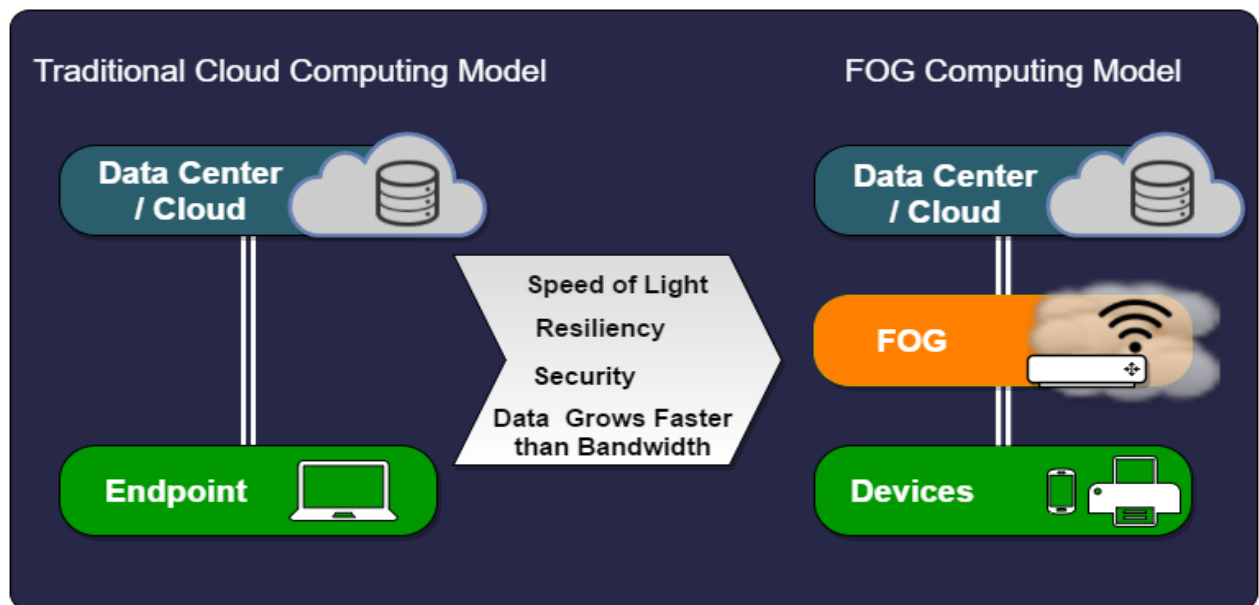 Traditional Cloud Computing Model
Data Center
/ Cloud
Endpoint
Speed of Light
Resiliency
Security
Data Grows Faster
than Bandwidth
FOG Computing Model
Data Center
/ Cloud
FOG
Devices